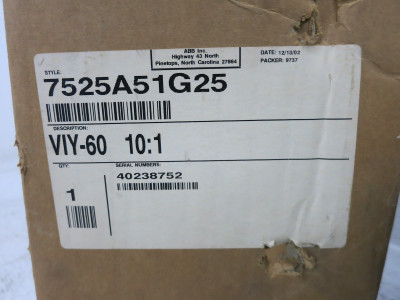 ABB Inc.
Highway 43 North
Pinetops, North Carolina 27864
DATE: 12/13/02
PACKER: 9737
STYLE:
7525A51G25
DESCRIPTION:
VIY-60 10:1
QTY:
SERIAL NUMBERS:
1
40238752